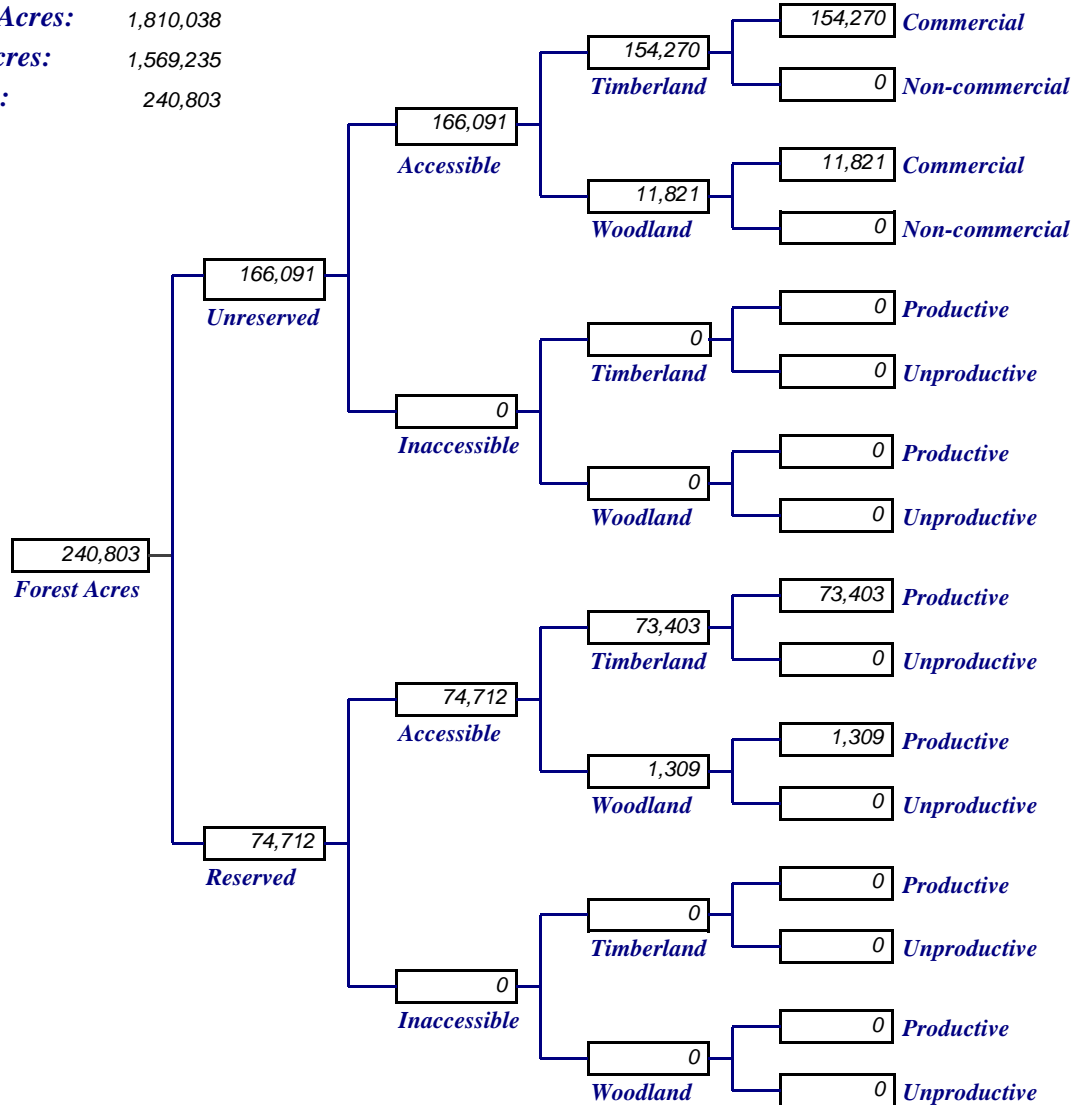 Acres: 1,810,038
cres: 1,569,235
: 240,803
154,270 Commercial
154,270
Timberland
0 Non-commercial
166,091
Accessible
11,821 Commercial
11,821
Woodland
0 Non-commercial
166,091
Unreserved
0 Productive
0
Timberland
0 Unproductive
0
Inaccessible
0 Productive
0
Woodland
0 Unproductive
240,803
Forest Acres
73,403 Productive
73,403
Timberland
0 Unproductive
74,712
Accessible
1,309 Productive
1,309
Woodland
0 Unproductive
74,712
Reserved
0 Productive
0
Timberland
0 Unproductive
0
Inaccessible
0 Productive
0
Woodland
0 Unproductive